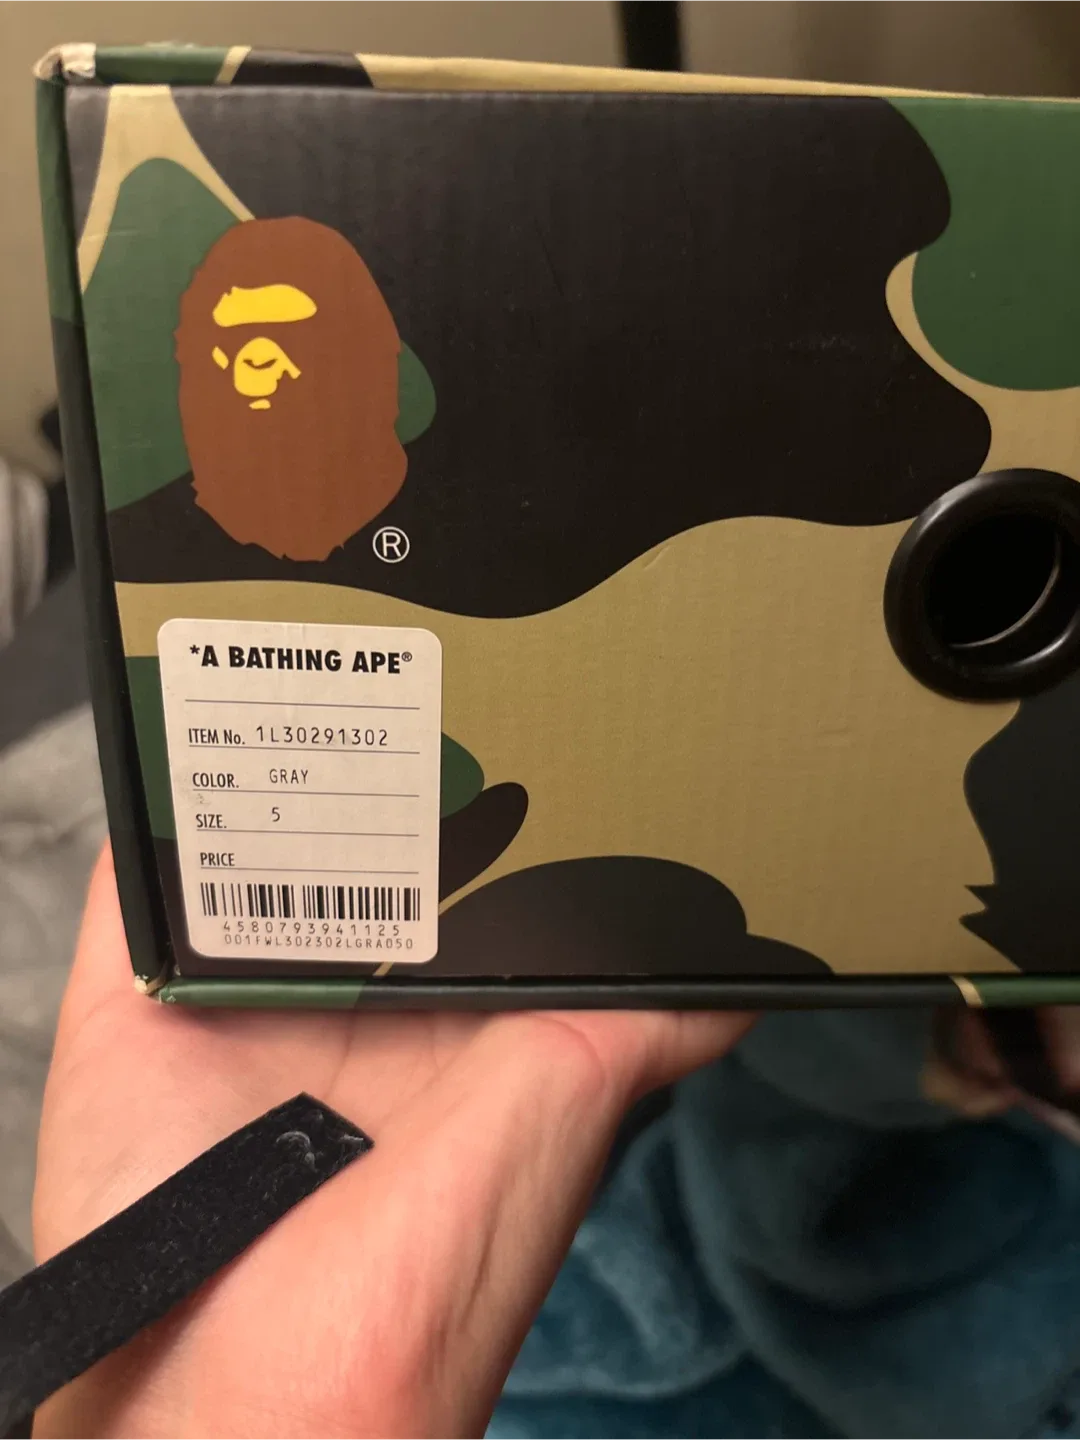 ®
*A BATHING APE®
ITEM No. 1L30291302
COLOR. GRAY
SIZE. 5
PRICE
4580793941125
001FWL302302LGRA050